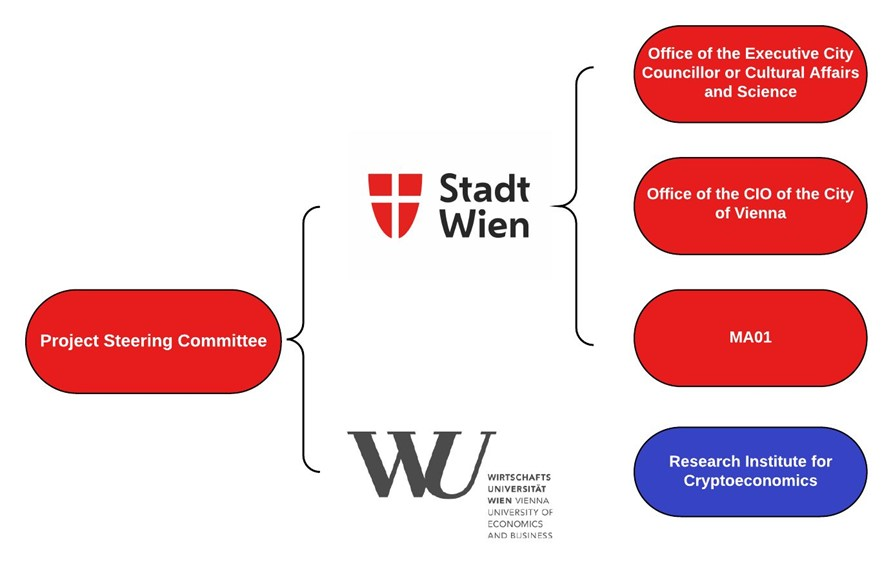 Office of the Executive City
Councillor or Cultural Affairs
and Science
Stadt
Wien
Office of the CIO of the City
of Vienna
Project Steering Committee
MA01
WU
WIRTSCHAFTS
UNIVERSITÄT
WIEN VIENNA
UNIVERSITY OF
ECONOMICS
AND BUSINESS
Research Institute for
Cryptoeconomics